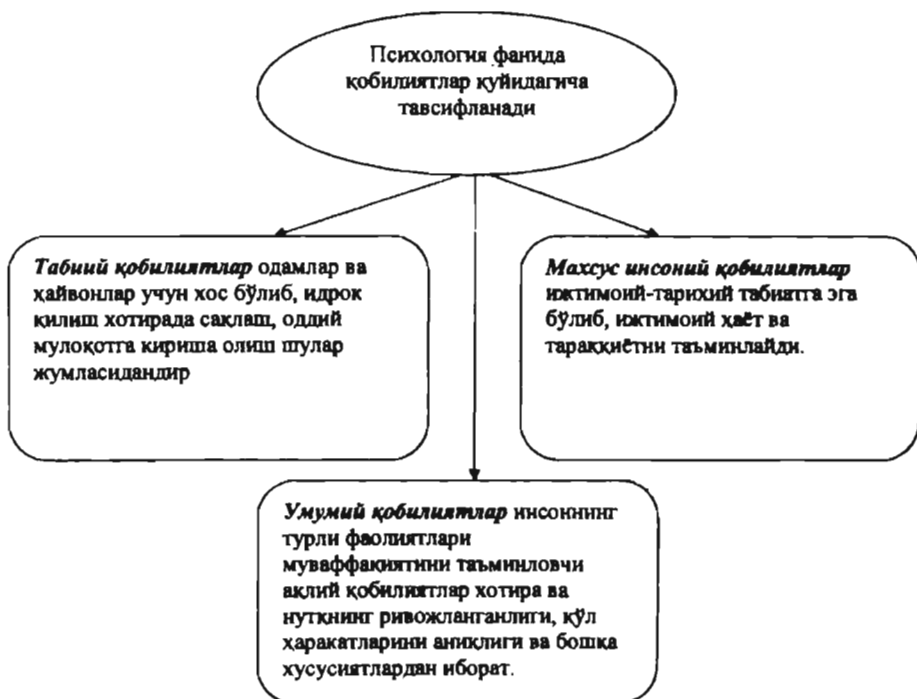 Психология фанида
қобилиятлар қуйидагича
тавсифланади
Табиий қобилиятлар одамлар ва
ҳайвонлар учун хос бўлиб, идрок
қилиш хотирада сақлаш, оддий
мулоқотга кириша олиш шулар
жумласидандир
Махсус инсоний қобилиятлар
ижтимоий-тарихий табиатга эга
бўлиб, ижтимоий ҳаёт ва
тараққиётни таъминлайди.
Умумий қобилиятлар инсоннинг
турли фаолиятлари
муваффақиятини таъминловчи
ақлий қобилиятлар хотира ва
нутқнинг ривожланганлиги, қўл
ҳаракатларини аниқлиги ва бошқа
хусусиятлардан иборат.